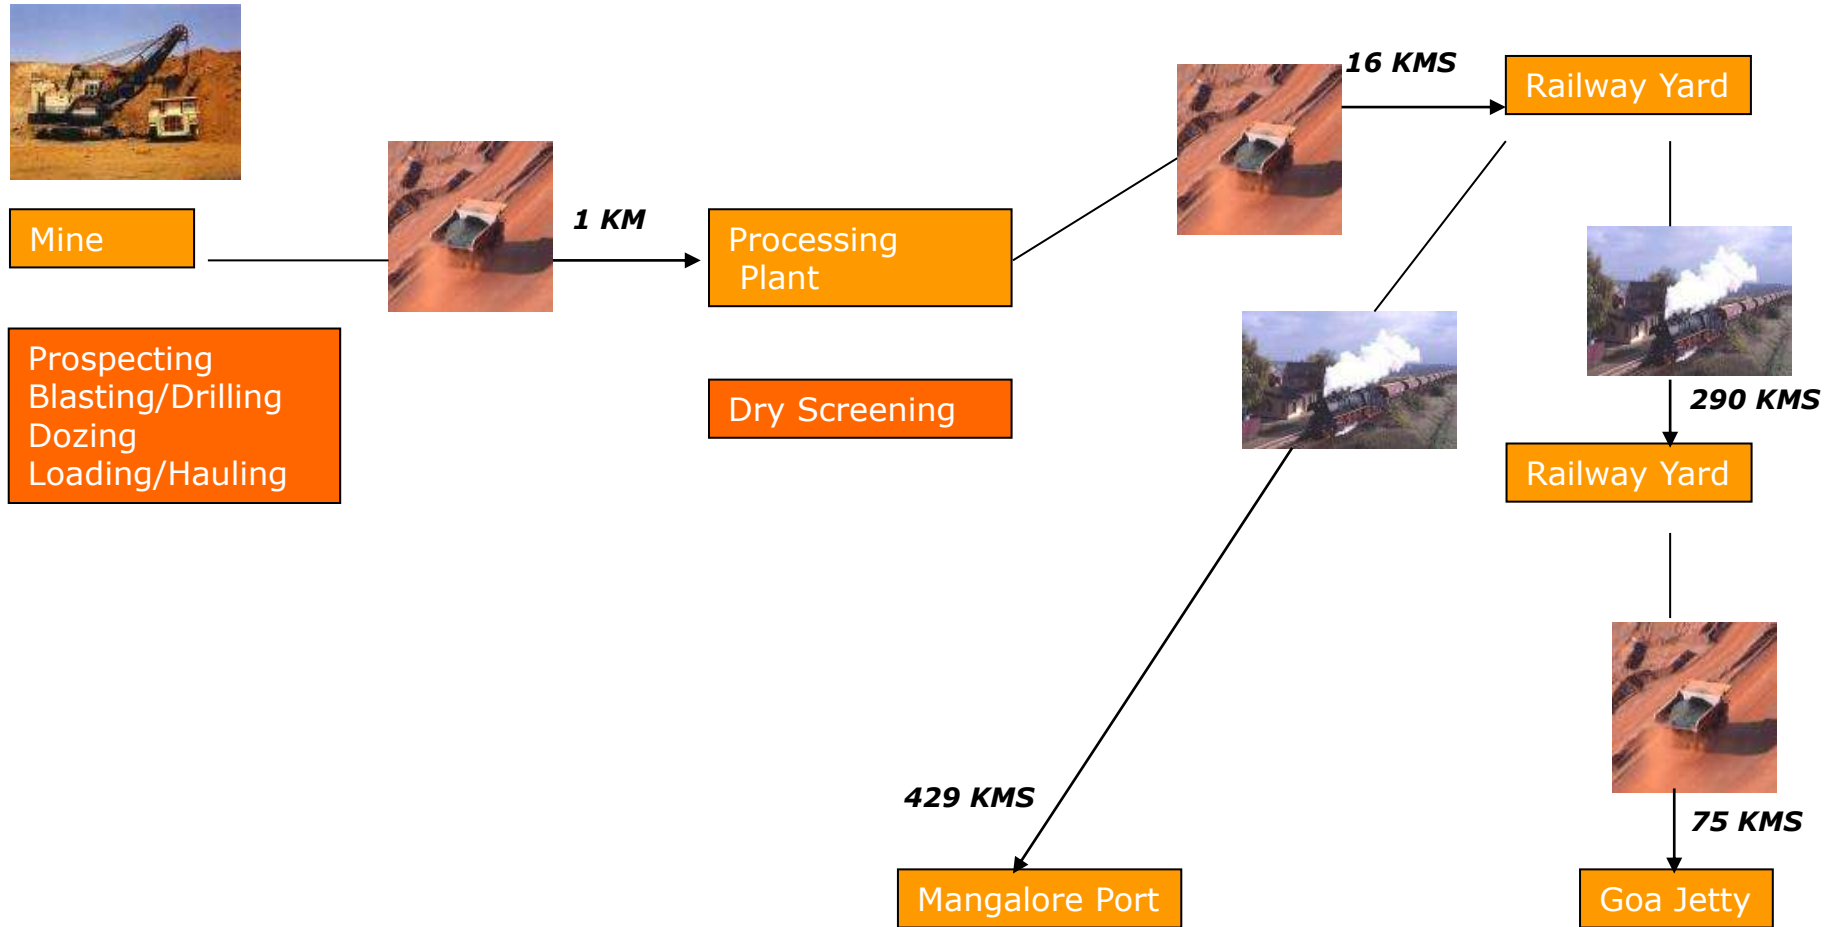 16 KMS
Railway Yard
Mine
1 KM
Processing
Plant
Prospecting
Blasting/Drilling
Dozing
Loading/Hauling
Dry Screening
290 KMS
Railway Yard
429 KMS
75 KMS
Mangalore Port
Goa Jetty